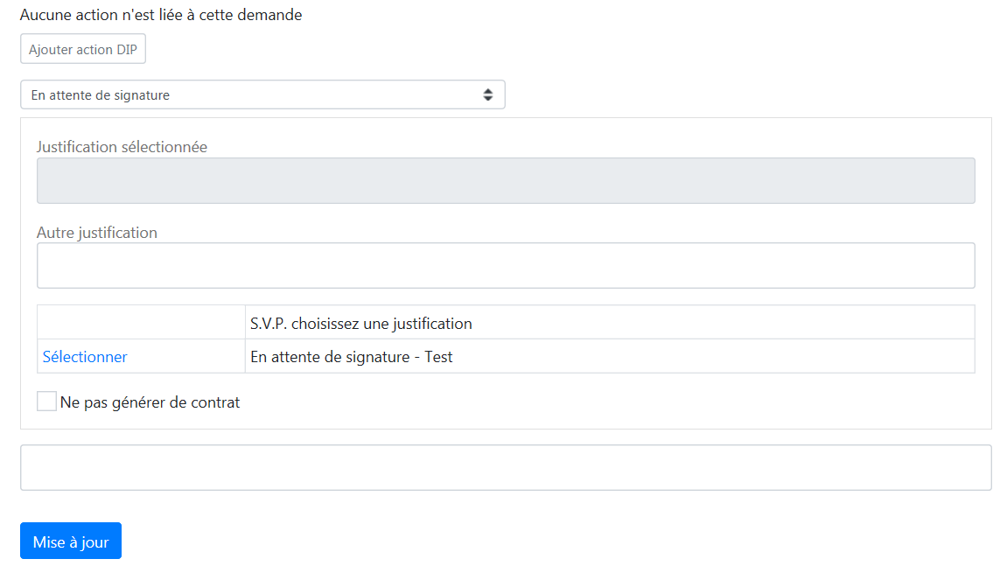 Aucune action n'est liée à cette demande
Ajouter action DIP
En attente de signature
Justification sélectionnée
Autre justification
S.V.P. choisissez une justification
Sélectionner En attente de signature - Test
Ne pas générer de contrat
Mise à jour